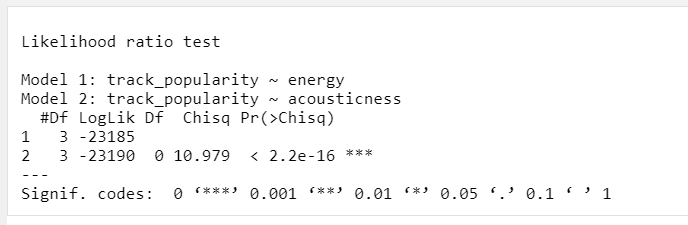 Likelihood ratio test
Model 1: track_popularity ~ energy
Model 2: track_popularity ~ acousticness
#Df LogLik Df Chisq Pr(>Chisq)
1 3 -23185
2 3 -23190 0 10.979 < 2.2e-16 ***
---
Signif. codes: 0 ‘***’ 0.001 ‘**’ 0.01 ‘*’ 0.05 ‘.’ 0.1 ‘ ’ 1